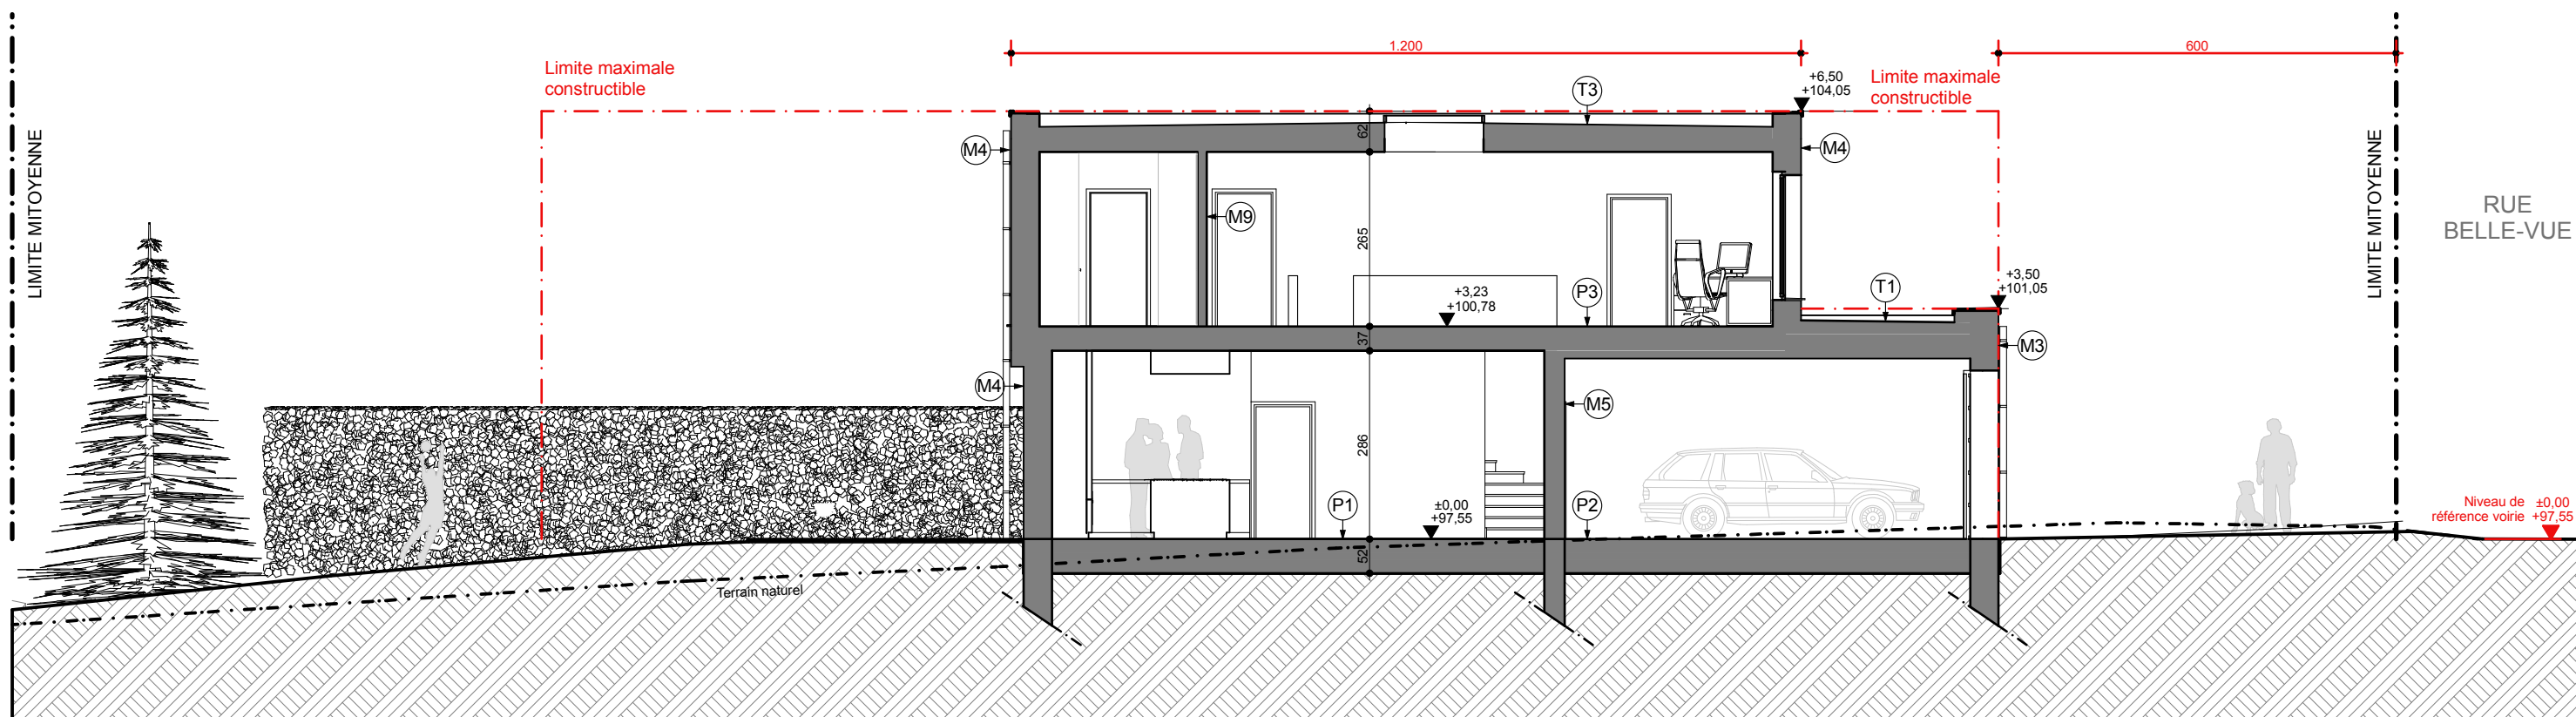 1.200
600
Limite maximale
constructible
+6,50
+104,05
Limite maximale
constructible
T3
62
M4
M4
LIMITE MITOYENNE
LIMITE MITOYENNE
RUE
BELLE-VUE
M9
265
+3,23
+100,78
P3
T1
+3,50
+101,05
37
M3
M4
M5
286
P1
±0,00
+97,55
P2
Niveau de ±0,00
référence voirie +97,55
52
Terrain naturel